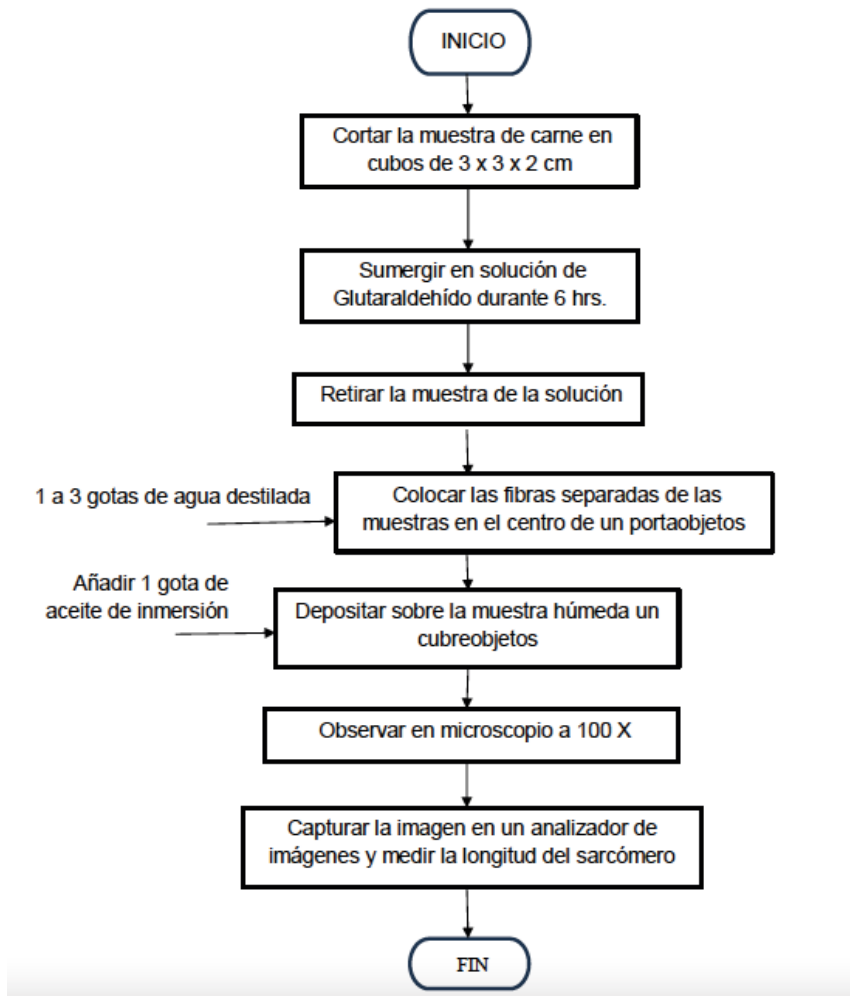 INICIO
Cortar la muestra de carne en
cubos de 3 x 3 x 2 cm
Sumergir en solución de
Glutaraldehído durante 6 hrs.
Retirar la muestra de la solución
1 a 3 gotas de agua destilada
Colocar las fibras separadas de las
muestras en el centro de un portaobjetos
Añadir 1 gota de
aceite de inmersión
Depositar sobre la muestra húmeda un
cubreobjetos
Observar en microscopio a 100 X
Capturar la imagen en un analizador de
imágenes y medir la longitud del sarcómero
FIN